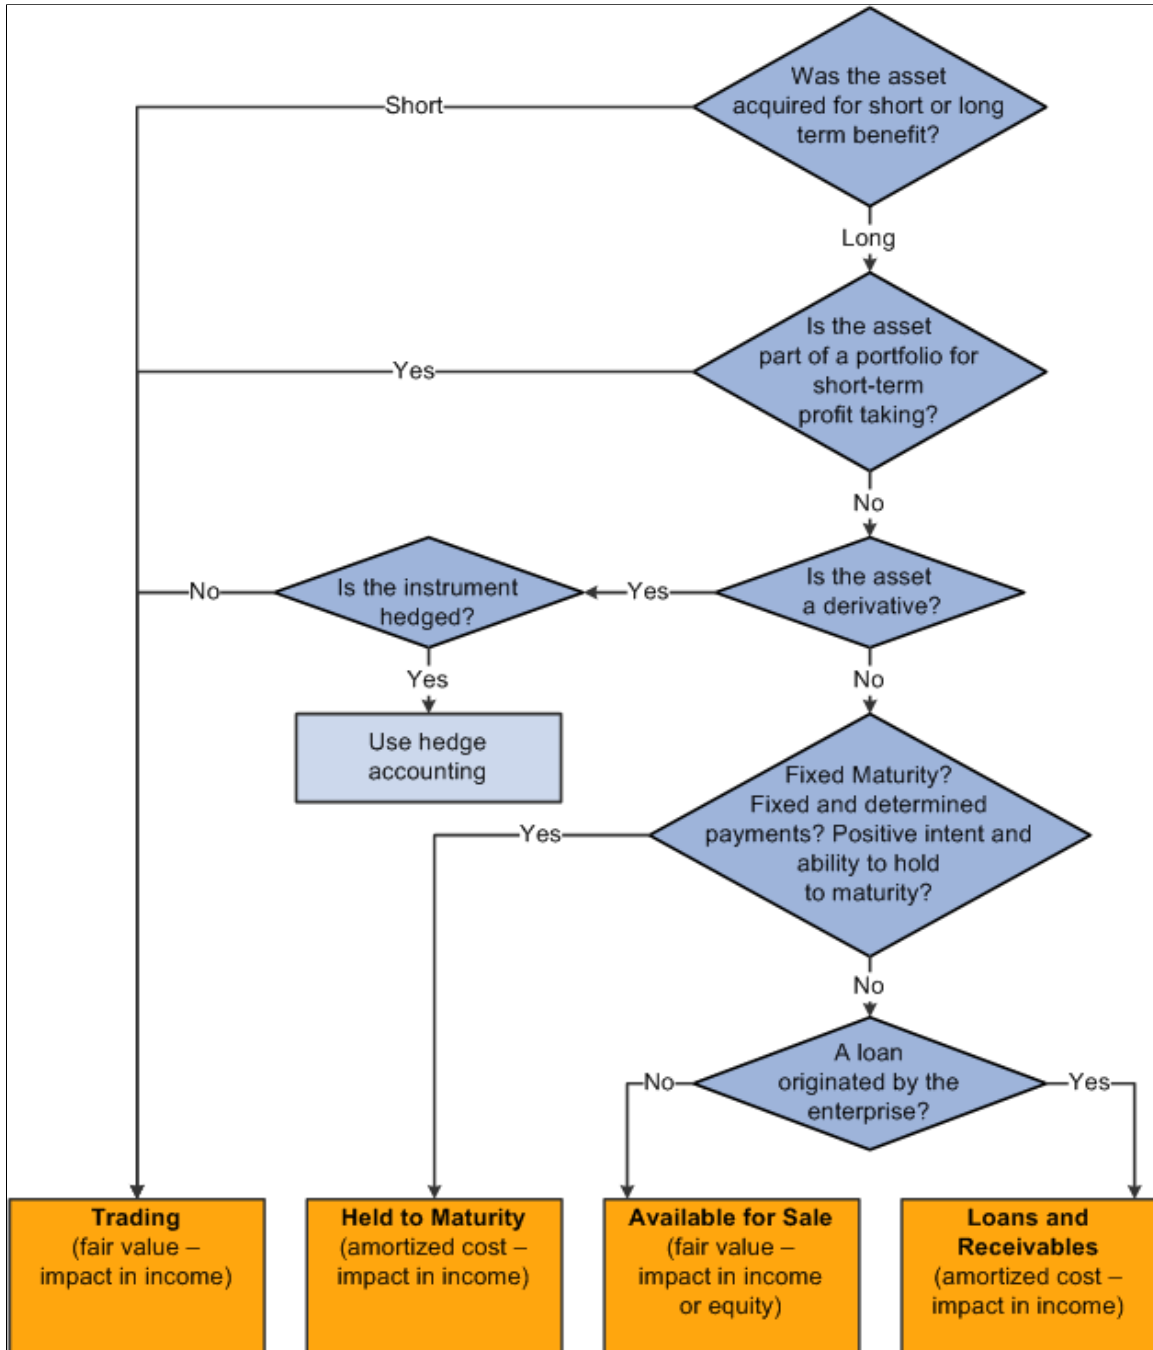 Was the asset
acquired for short or long
term benefit?
Short
Long
Is the asset
part of a portfolio for
short-term
profit taking?
Yes
No
Is the asset
a derivative?
Yes
Is the instrument
hedged?
No
Yes
No
Use hedge
accounting
Fixed Maturity?
Fixed and determined
payments? Positive intent and
ability to hold
to maturity?
Yes
No
A loan
originated by the
enterprise?
No
Yes
Trading
(fair value –
impact in income)
Held to Maturity
(amortized cost –
impact in income)
Available for Sale
(fair value –
impact in income
or equity)
Loans and
Receivables
(amortized cost –
impact in income)